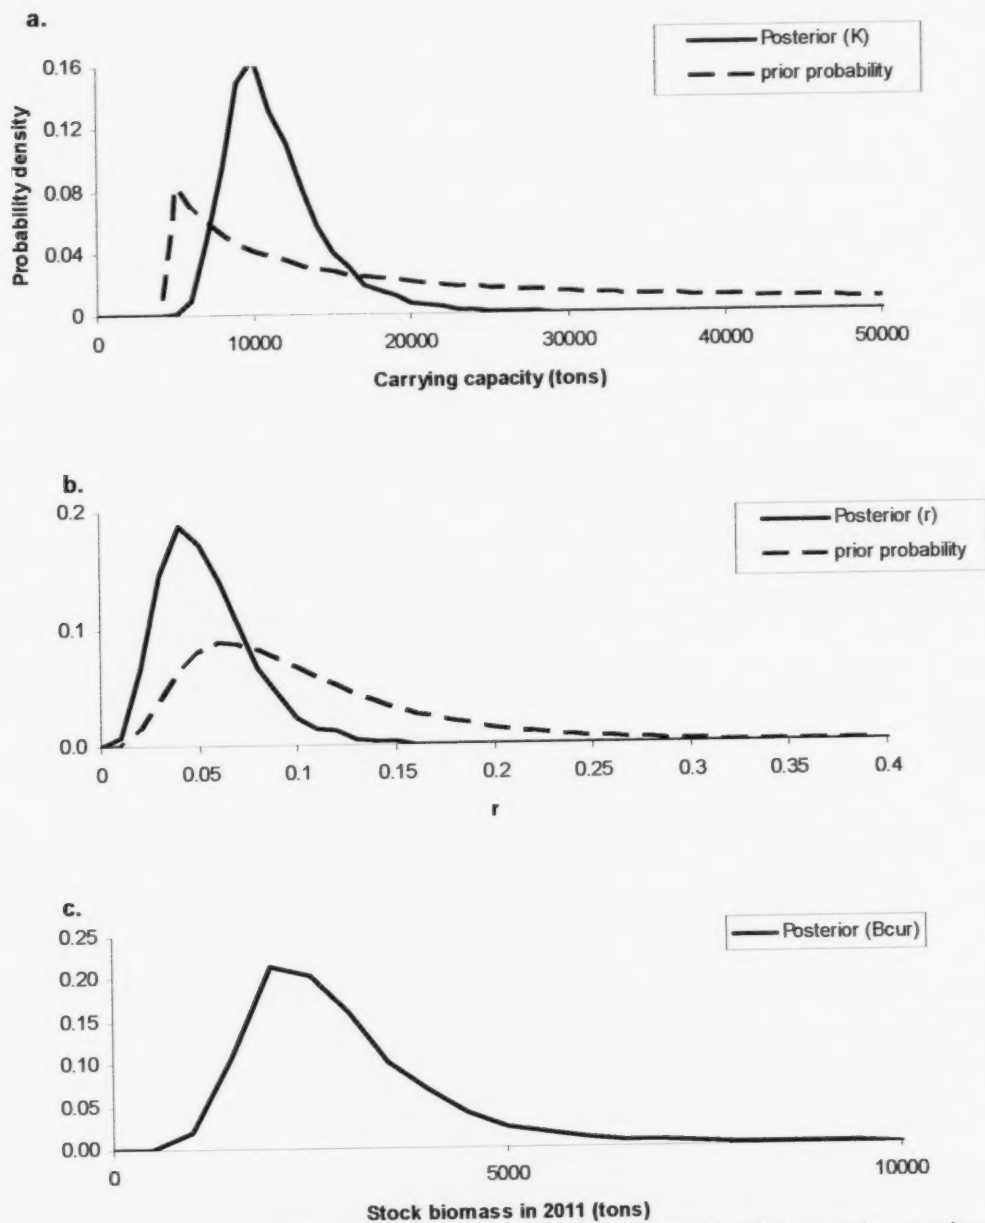 a.
Posterior (K)
prior probability
0.16
0.12
0.08
0.04
0
Probability density
0 10000 20000 30000 40000 50000
Carrying capacity (tons)
b.
Posterior (r)
prior probability
0.2
0.1
0.0
0 0.05 0.1 0.15 0.2 0.25 0.3 0.35 0.4
r
c.
Posterior (Bcur)
0.25
0.20
0.15
0.10
0.05
0.00
0 5000 10000
Stock biomass in 2011 (tons)